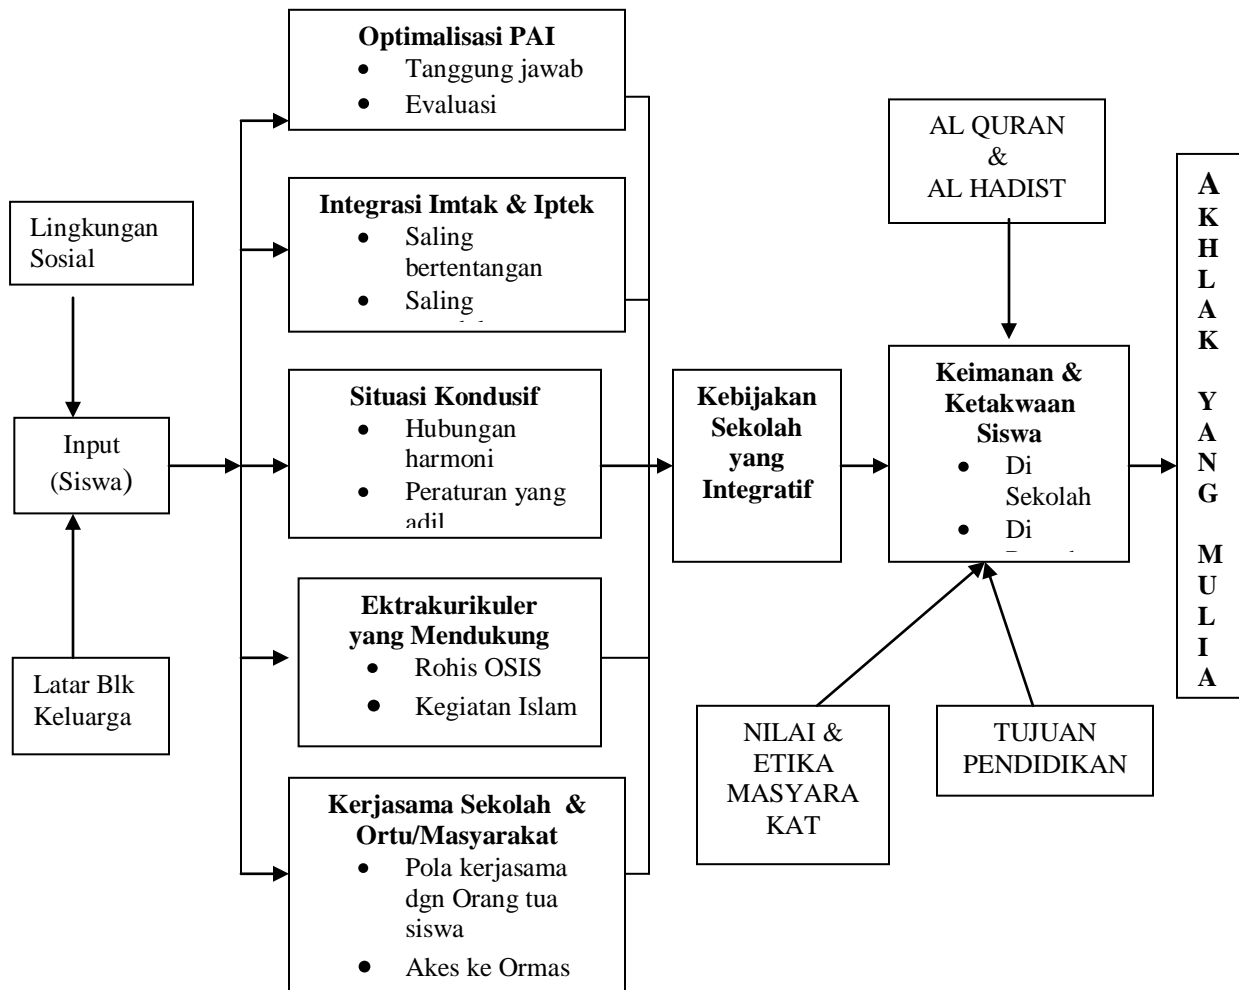 Optimalisasi PAI
• Tanggung jawab
• Evaluasi
Integrasi Imtak & Iptek
• Saling
bertentangan
• Saling
Situasi Kondusif
• Hubungan
harmoni
• Peraturan yang
adil
Ektrakurikuler
yang Mendukung
• Rohis OSIS
• Kegiatan Islam
Kerjasama Sekolah &
Ortu/Masyarakat
• Pola kerjasama
dgn Orang tua
siswa
• Akes ke Ormas
Lingkungan
Sosial
Input
(Siswa)
Latar Blk
Keluarga
Kebijakan
Sekolah
yang
Integratif
AL QURAN
&
AL HADIST
Keimanan &
Ketakwaan
Siswa
• Di
Sekolah
• Di
NILAI &
ETIKA
MASYARA
KAT
TUJUAN
PENDIDIKAN
A
K
H
L
A
K
Y
A
N
G
M
U
L
I
A